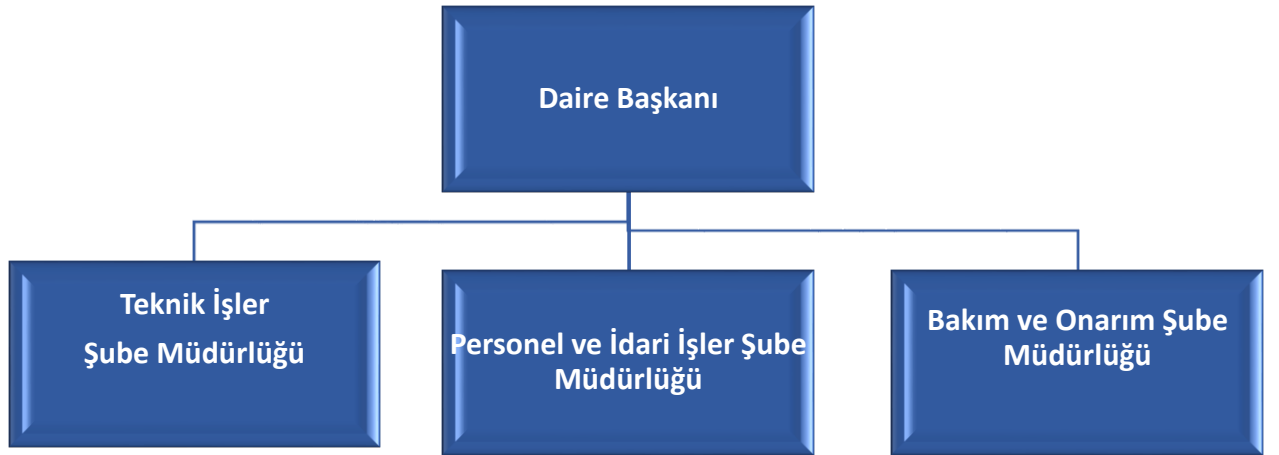 Daire Başkanı
Teknik İşler
Şube Müdürlüğü
Personel ve İdari İşler Şube
Müdürlüğü
Bakım ve Onarım Şube
Müdürlüğü